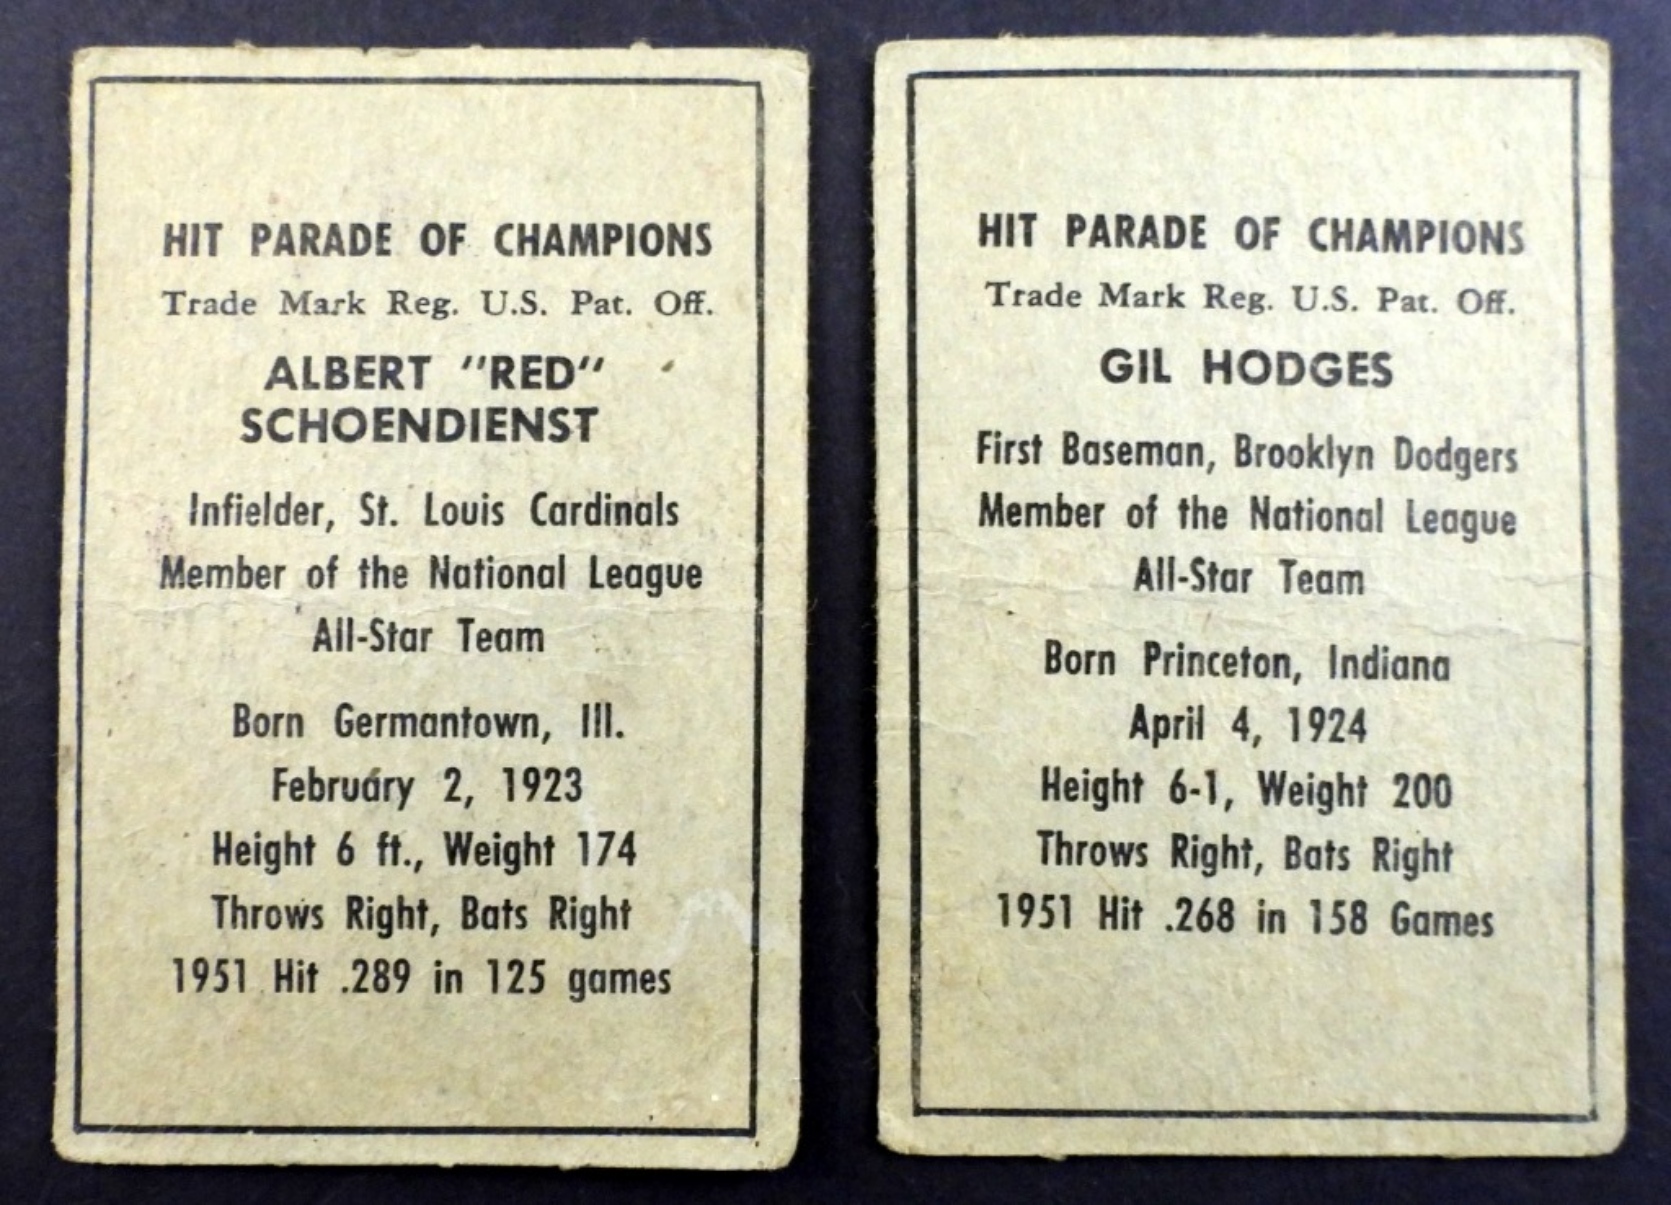 HIT PARADE OF CHAMPIONS
Trade Mark Reg. U.S. Pat. Off.
ALBERT "RED"
SCHOENDIENST
Infielder, St. Louis Cardinals
Member of the National League
All-Star Team
Born Germantown, Ill.
February 2, 1923
Height 6 ft., Weight 174
Throws Right, Bats Right
1951 Hit .289 in 125 games
HIT PARADE OF CHAMPIONS
Trade Mark Reg. U.S. Pat. Off.
GIL HODGES
First Baseman, Brooklyn Dodgers
Member of the National League
All-Star Team
Born Princeton, Indiana
April 4, 1924
Height 6-1, Weight 200
Throws Right, Bats Right
1951 Hit .268 in 158 Games